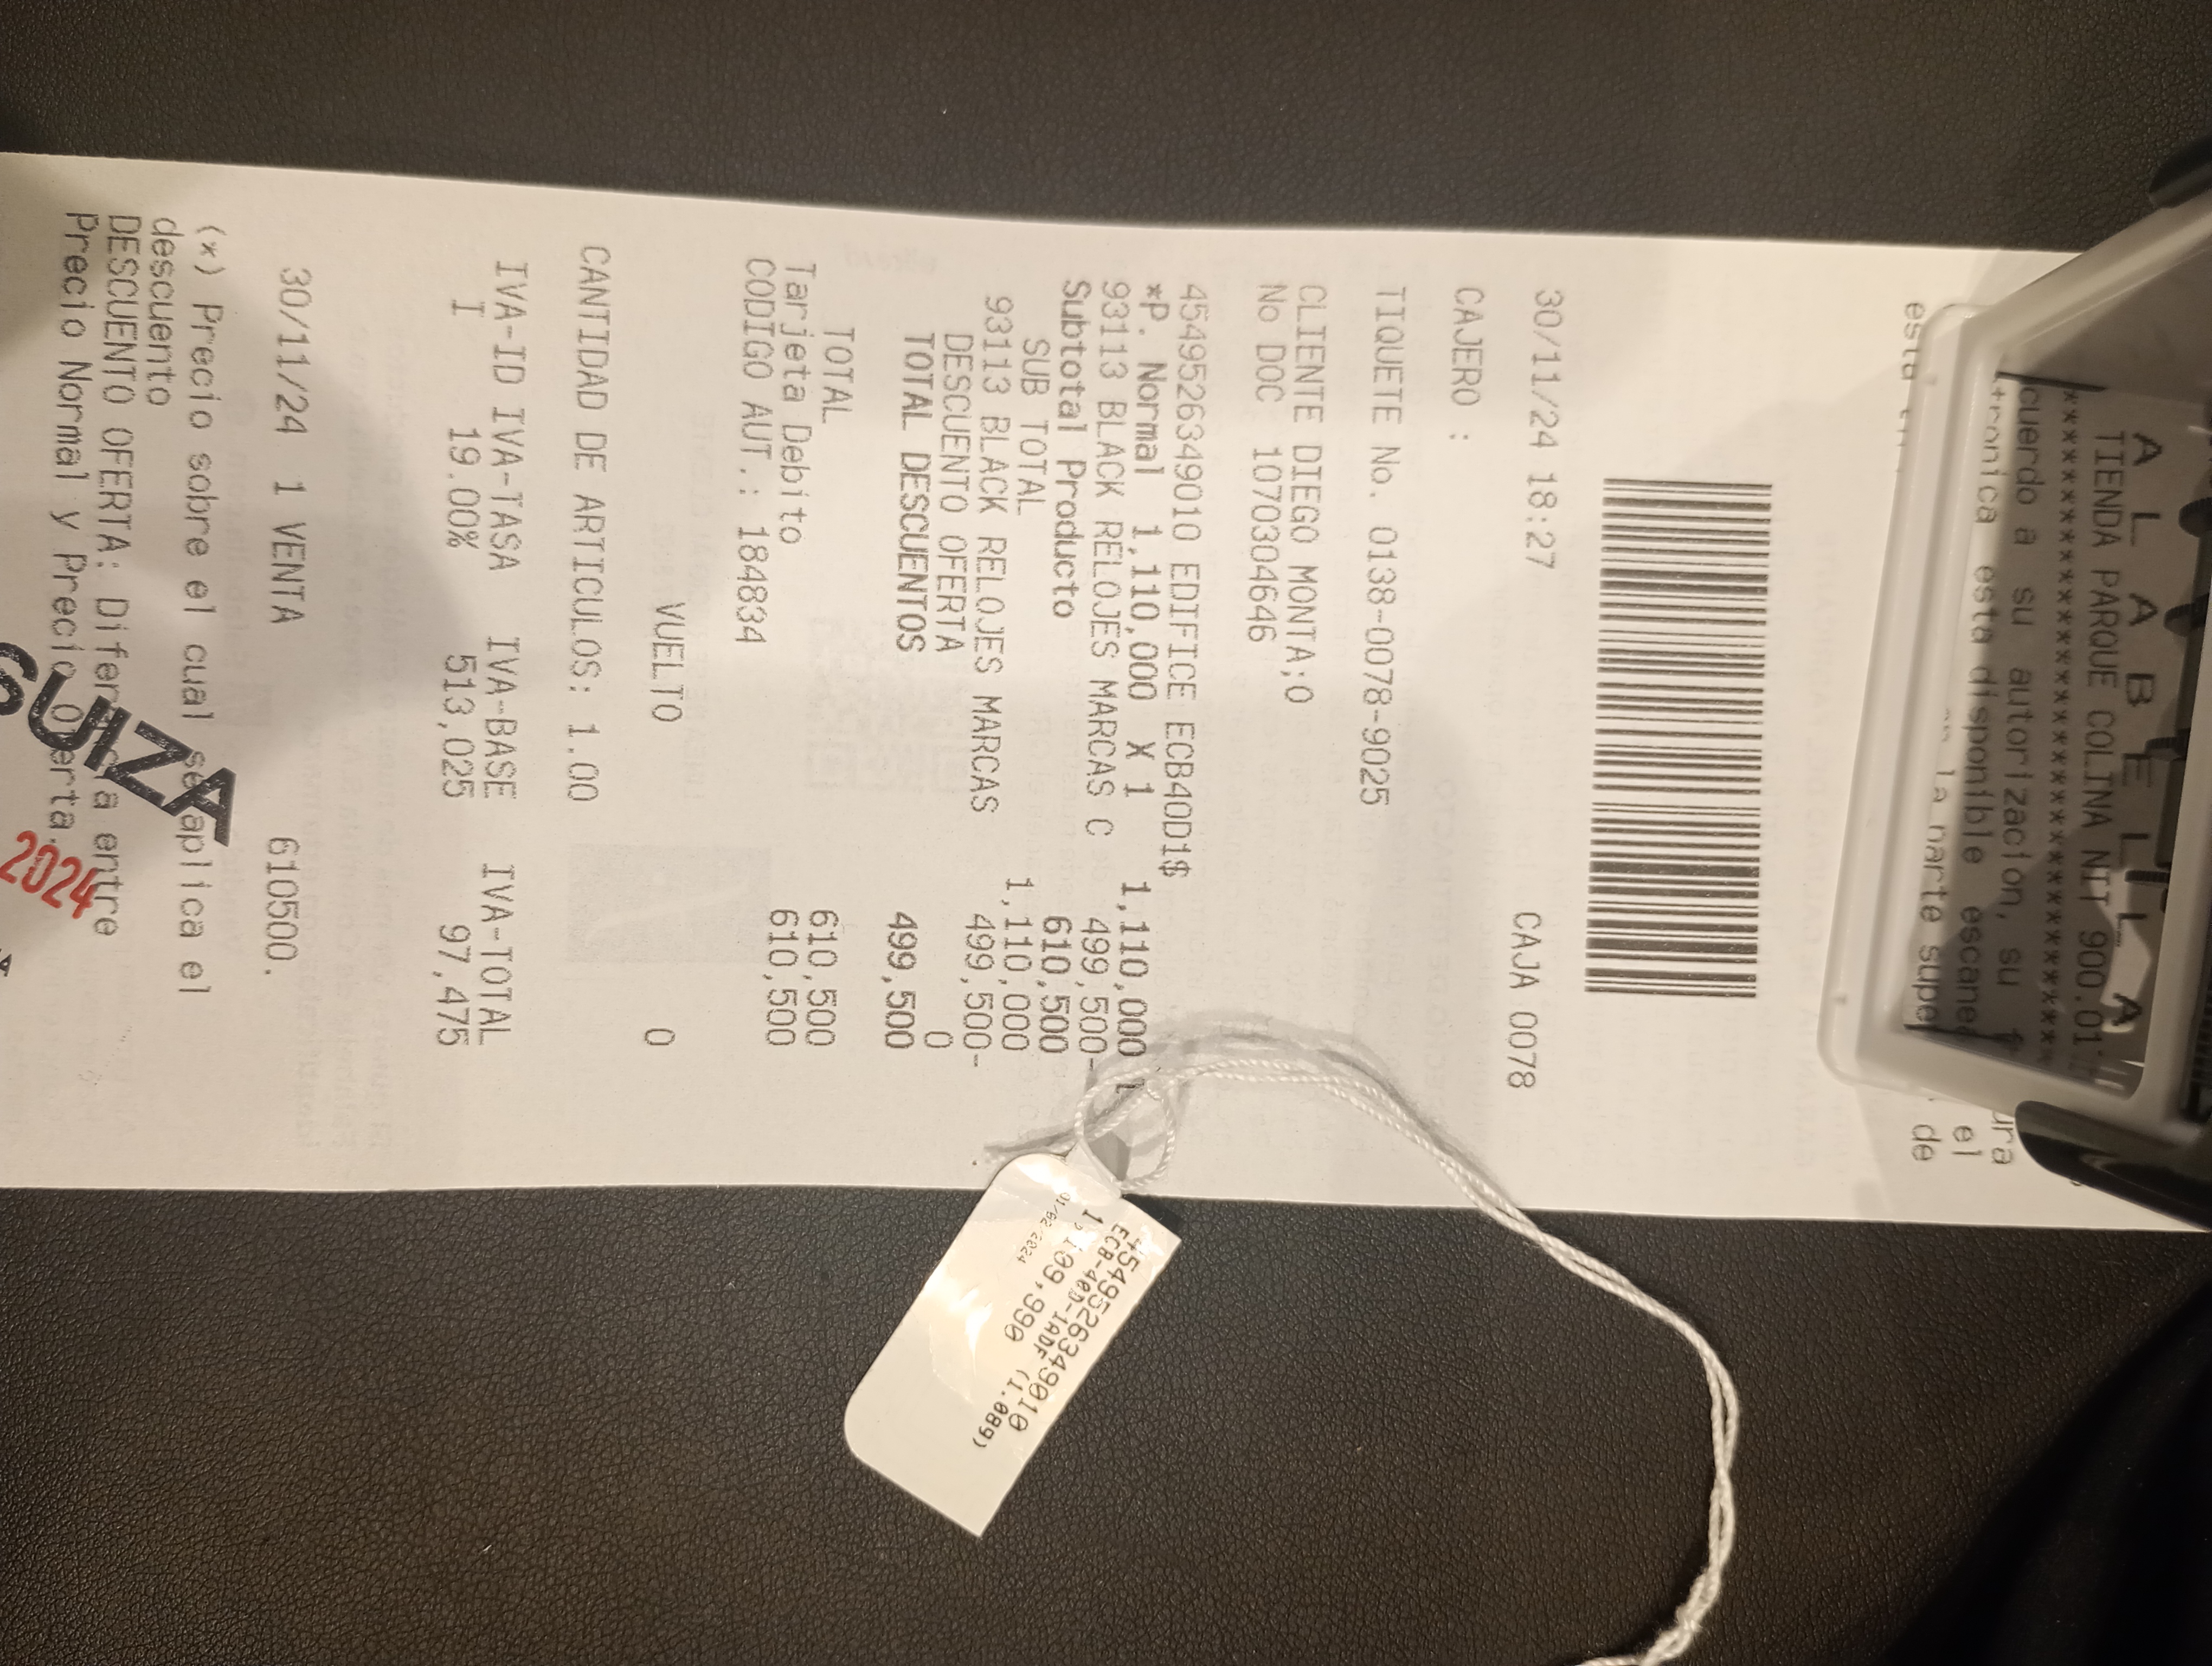 A L A B E L L A
TIENDA PARQUE COLINA NIT 900.01
cuerdo a su autorización, su
esta disponible escane
la parte supe
el
de
30/11/24 18:27 CAJA 0078
CAJERO :
TIQUETE No. 0138-0078-9025
CLIENTE DIEGO MONTA;0
No DOC 1070304646
4549526349010 EDIFICE ECB40D1$
*P. Normal 1,110,000 X 1 1,110,000 1
93113 BLACK RELOJES MARCAS C 499,500-
Subtotal Producto 610,500
SUB TOTAL 1,110,000
93113 BLACK RELOJES MARCAS 499,500-
DESCUENTO OFERTA 0
TOTAL DESCUENTOS 499,500
TOTAL 610,500
Tarjeta Debito 610,500
CODIGO AUT.: 184834
VUELTO 0
CANTIDAD DE ARTICULOS: 1.00
IVA-ID IVA-TASA IVA-BASE IVA-TOTAL
I 19.00% 513,025 97,475
30/11/24 1 VENTA 610500.
(*) Precio sobre el cual se aplica el
descuento
DESCUENTO OFERTA: Diferencia entre
Precio Normal y Precio Oferta.
SUIZA
2024
4549526349010
ECB-40D-1ADF (1.089)
1,109,990
01/02/2024